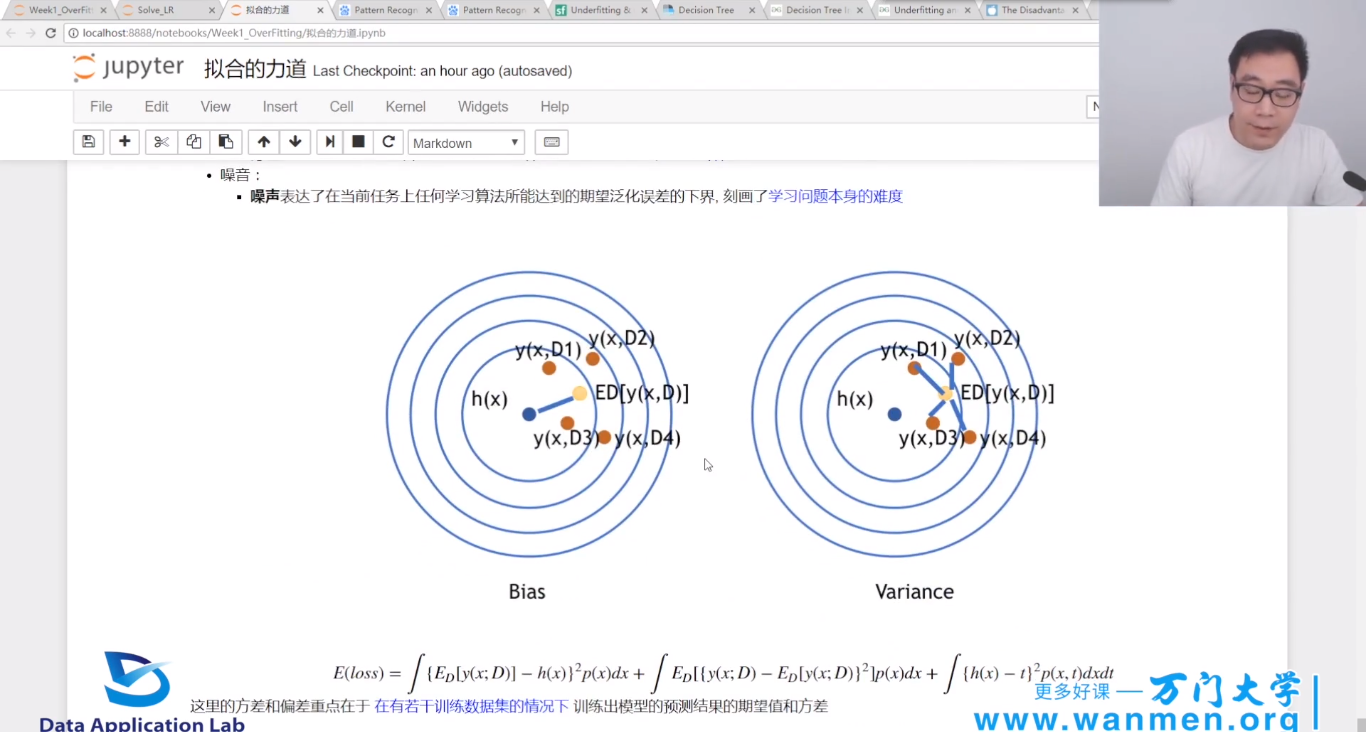 Week1_OverFitt
Solve_LR
拟合的力道
Pattern Recogn
Pattern Recogn
Underfitting &
Decision Tree
Decision Tree I
Underfitting an
The Disadvanta
localhost:8888/notebooks/Week1_OverFitting/拟合的力道.ipynb
jupyter 拟合的力道 Last Checkpoint: an hour ago (autosaved)
File Edit View Insert Cell Kernel Widgets Help
Markdown
• 噪音：
▪ 噪声表达了在当前任务上任何学习算法所能达到的期望泛化误差的下界, 刻画了学习问题本身的难度
y(x,D1) y(x,D2)
h(x) ED[y(x,D)]
y(x,D3) y(x,D4)
Bias
y(x,D1) y(x,D2)
h(x) ED[y(x,D)]
y(x,D3) y(x,D4)
Variance
E(loss) = ∫{E_D[y(x;D)] − h(x)}²p(x)dx + ∫E_D[{y(x;D) − E_D[y(x;D)}²]p(x)dx + ∫{h(x) − t}²p(x,t)dxdt
这里的方差和偏差重点在于 在有若干训练数据集的情况下 训练出模型的预测结果的期望值和方差
Data Application Lab
更多好课 — 万门大学
www.wanmen.org